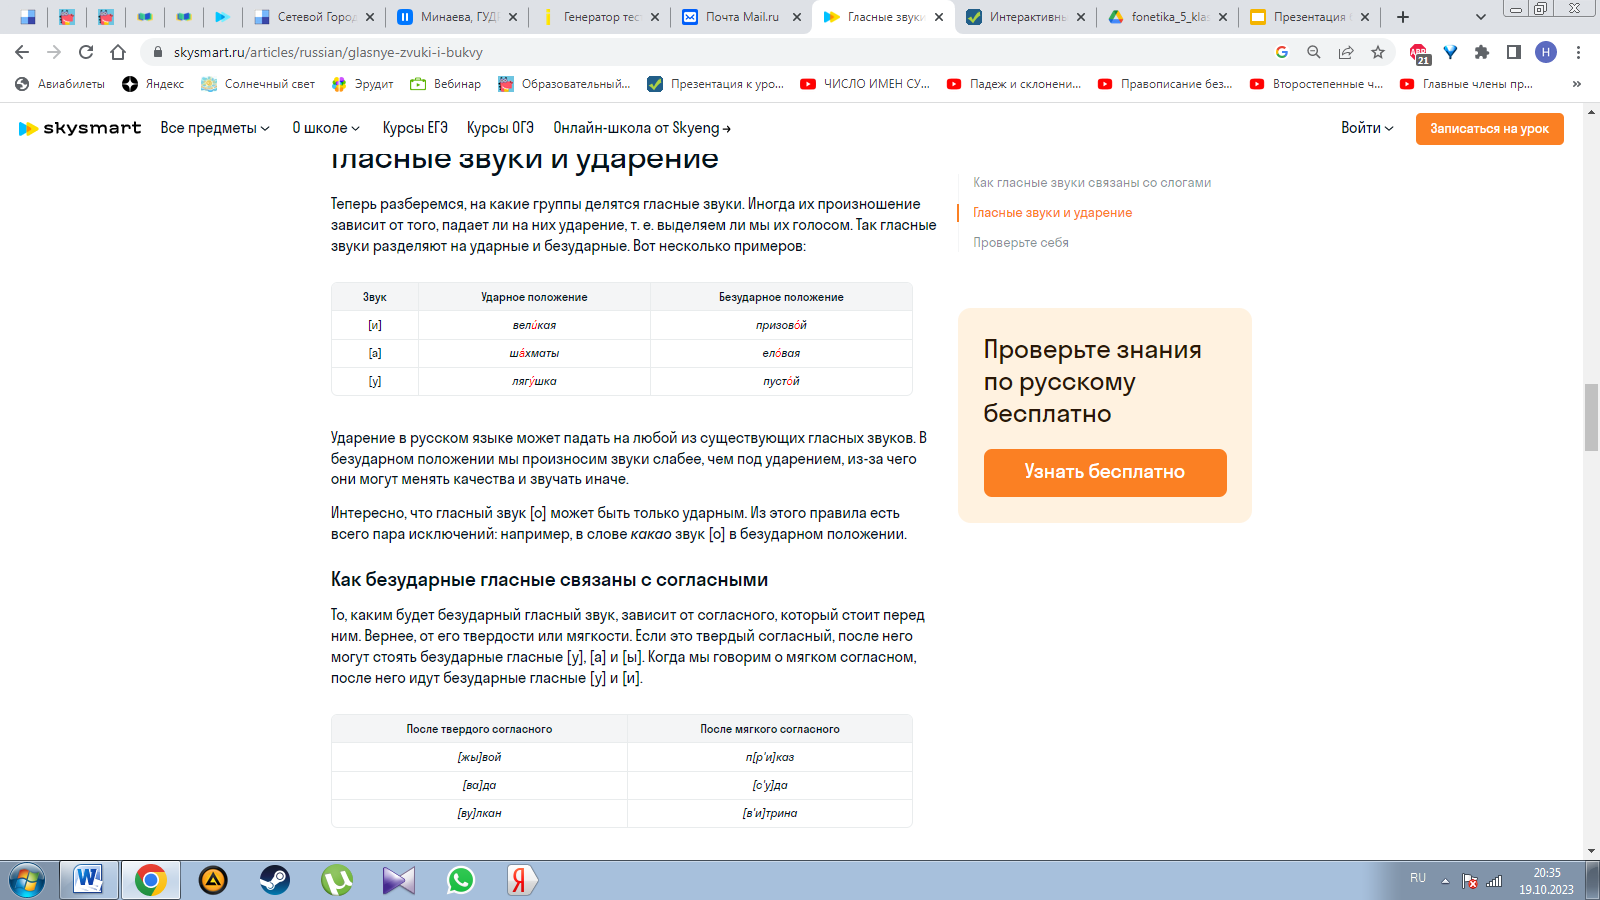 Сетевой Город
Минаева, ГУД
Генератор тес
Почта Mail.ru
Гласные звуки
Интерактивны
fonetika_5_klas
Презентация
skysmart.ru/articles/russian/glasnye-zvuki-i-bukvy
21
Н
Авиабилеты
Яндекс
Солнечный свет
Эрудит
Вебинар
Образовательный...
Презентация к уро...
ЧИСЛО ИМЕН СУ...
Падеж и склонени...
Правописание без...
Второстепенные ч...
Главные члены пр...
»
skysmart
Все предметы
О школе
Курсы ЕГЭ
Курсы ОГЭ
Онлайн-школа от Skyeng →
Войти
Записаться на урок
Гласные звуки и ударение
Теперь разберемся, на какие группы делятся гласные звуки. Иногда их произношение
зависит от того, падает ли на них ударение, т. е. выделяем ли мы их голосом. Так гласные
звуки разделяют на ударные и безударные. Вот несколько примеров:
Звук Ударное положение Безударное положение
[и] вели́кая призово́й
[а] ша́хматы ело́вая
[у] лягу́шка пусто́й
Ударение в русском языке может падать на любой из существующих гласных звуков. В
безударном положении мы произносим звуки слабее, чем под ударением, из-за чего
они могут менять качества и звучать иначе.
Интересно, что гласный звук [о] может быть только ударным. Из этого правила есть
всего пара исключений: например, в слове какао звук [о] в безударном положении.
Как безударные гласные связаны с согласными
То, каким будет безударный гласный звук, зависит от согласного, который стоит перед
ним. Вернее, от его твердости или мягкости. Если это твердый согласный, после него
могут стоять безударные гласные [у], [а] и [ы]. Когда мы говорим о мягком согласном,
после него идут безударные гласные [у] и [и].
После твердого согласного После мягкого согласного
[жы]вой п[р'и]каз
[ва]да [с'у]да
[ву]лкан [в'и]трина
Как гласные звуки связаны со слогами
Гласные звуки и ударение
Проверьте себя
Проверьте знания
по русскому
бесплатно
Узнать бесплатно
RU
20:35
19.10.2023